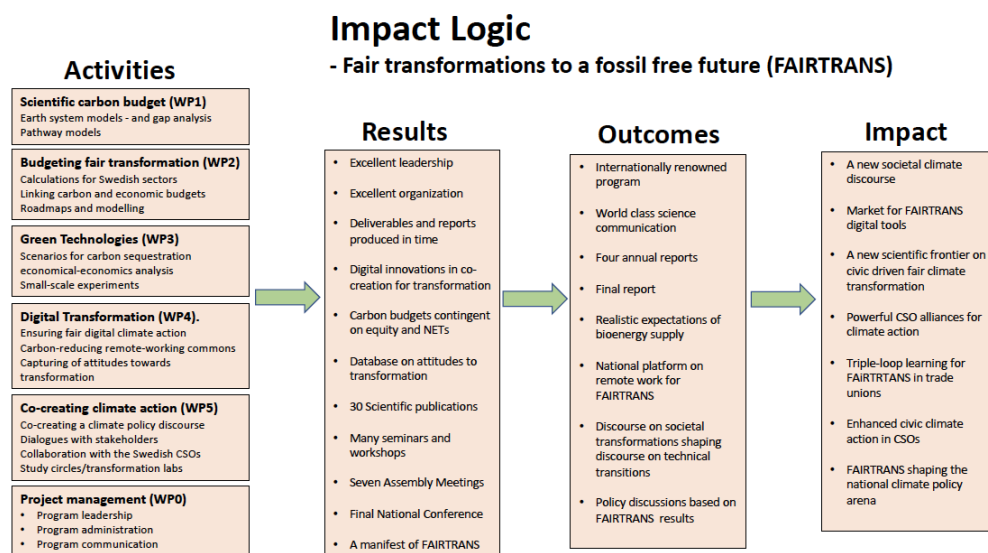 Impact Logic
- Fair transformations to a fossil free future (FAIRTRANS)
Activities
Scientific carbon budget (WP1)
Earth system models - and gap analysis
Pathway models
Budgeting fair transformation (WP2)
Calculations for Swedish sectors
Linking carbon and economic budgets
Roadmaps and modelling
Green Technologies (WP3)
Scenarios for carbon sequestration
economical-economics analysis
Small-scale experiments
Digital Transformation (WP4).
Ensuring fair digital climate action
Carbon-reducing remote-working commons
Capturing of attitudes towards
transformation
Co-creating climate action (WP5)
Co-creating a climate policy discourse
Dialogues with stakeholders
Collaboration with the Swedish CSOs
Study circles/transformation labs
Project management (WP0)
• Program leadership
• Program administration
• Program communication
Results
• Excellent leadership
• Excellent organization
• Deliverables and reports
produced in time
• Digital innovations in co-
creation for transformation
• Carbon budgets contingent
on equity and NETs
• Database on attitudes to
transformation
• 30 Scientific publications
• Many seminars and
workshops
• Seven Assembly Meetings
• Final National Conference
• A manifest of FAIRTRANS
Outcomes
• Internationally renowned
program
• World class science
communication
• Four annual reports
• Final report
• Realistic expectations of
bioenergy supply
• National platform on
remote work for
FAIRTRANS
• Discourse on societal
transformations shaping
discourse on technical
transitions
• Policy discussions based on
FAIRTRANS results
Impact
• A new societal climate
discourse
• Market for FAIRTRANS
digital tools
• A new scientific frontier on
civic driven fair climate
transformation
• Powerful CSO alliances for
climate action
• Triple-loop learning for
FAiRTRTANS in trade
unions
• Enhanced civic climate
action in CSOs
• FAIRTRANS shaping the
national climate policy
arena